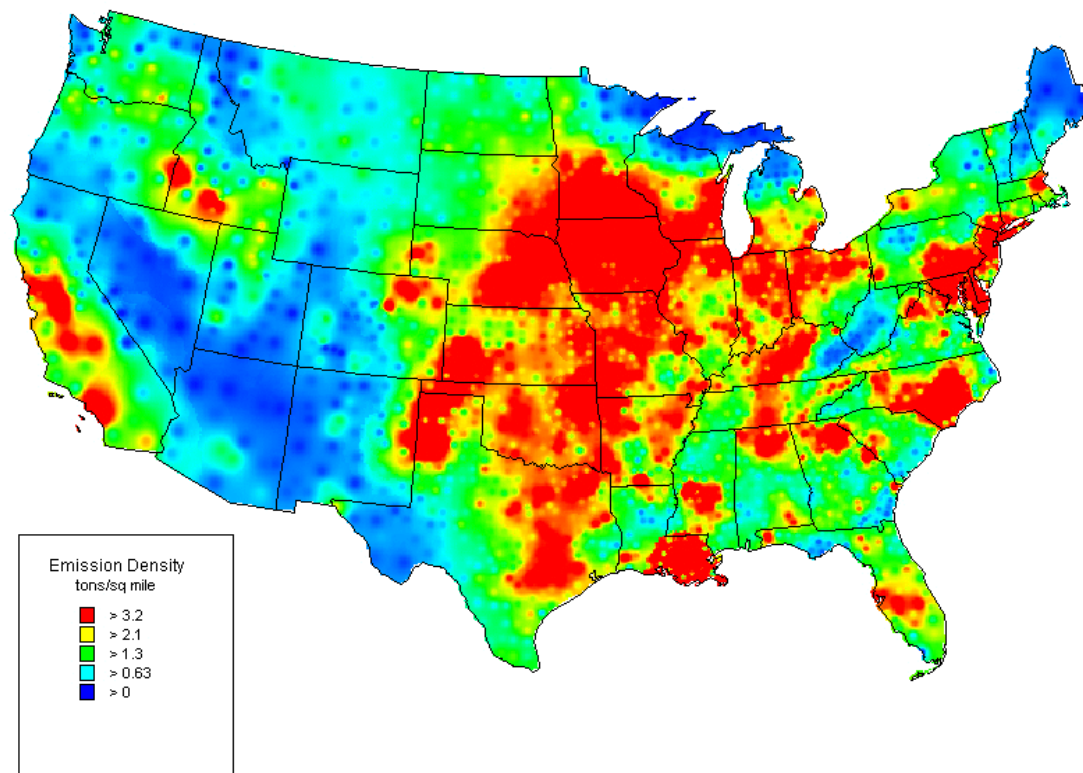 Emission Density
tons/sq mile
> 3.2
> 2.1
> 1.3
> 0.63
> 0